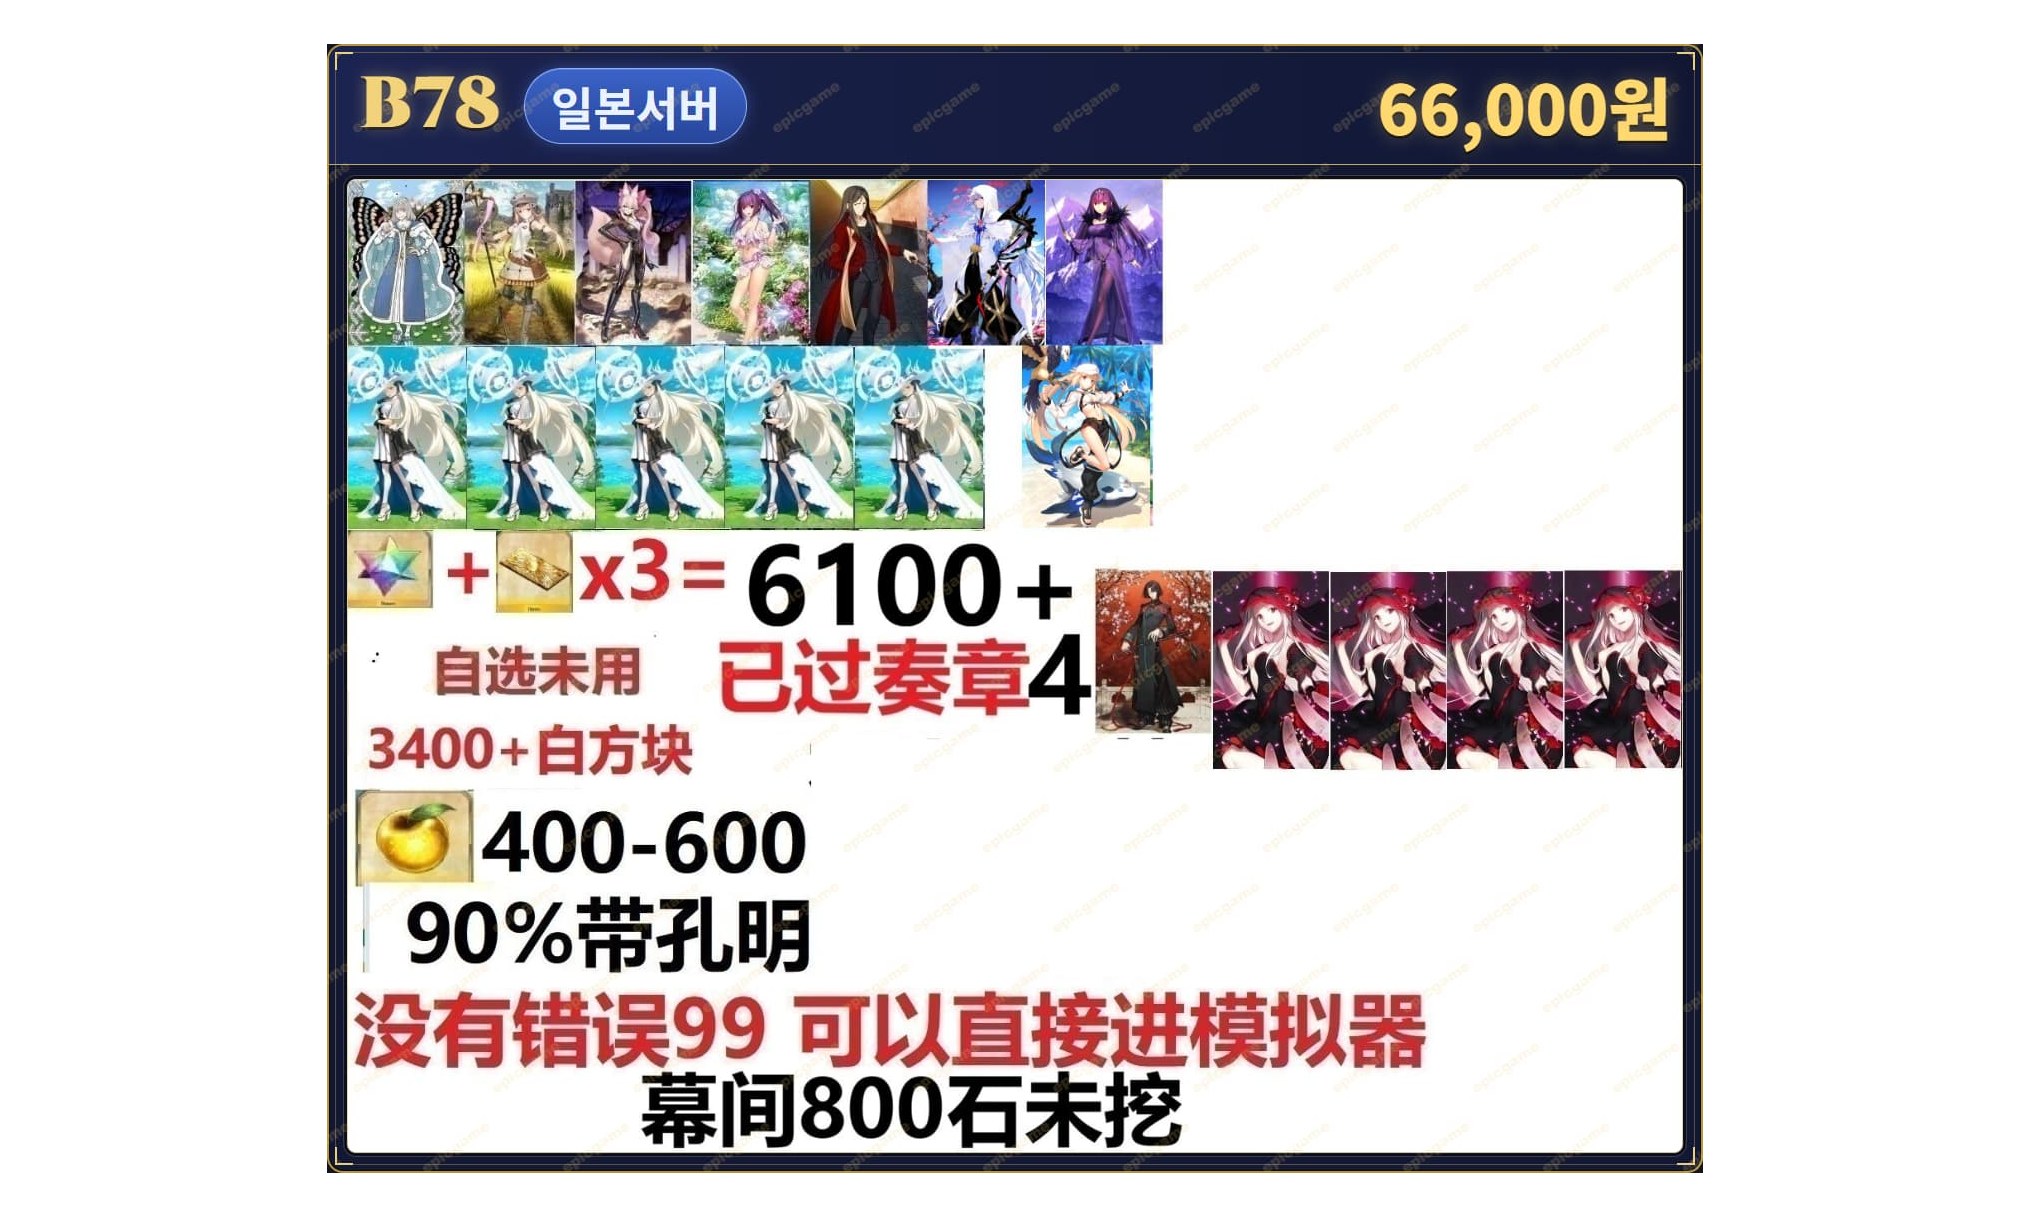 B78 일본서버 66,000원
+ x3= 6100+
自选未用
已过奏章4
3400+白方块
400-600
90%带孔明
没有错误99 可以直接进模拟器
幕间800石未挖
epicgame